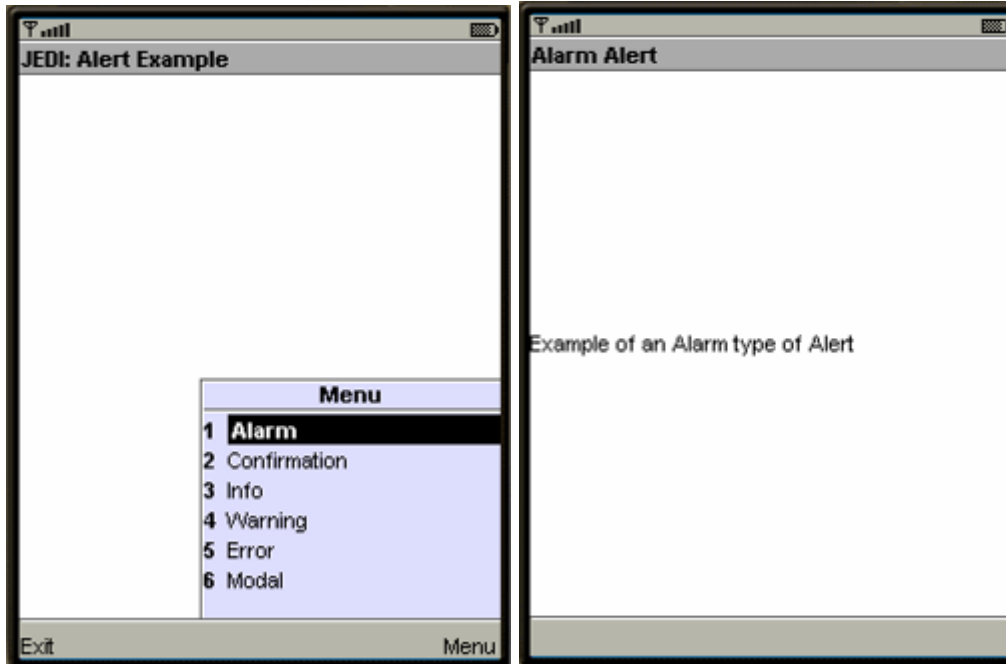 JEDI: Alert Example
Menu
1 Alarm
2 Confirmation
3 Info
4 Warning
5 Error
6 Modal
Exit Menu
Alarm Alert
Example of an Alarm type of Alert